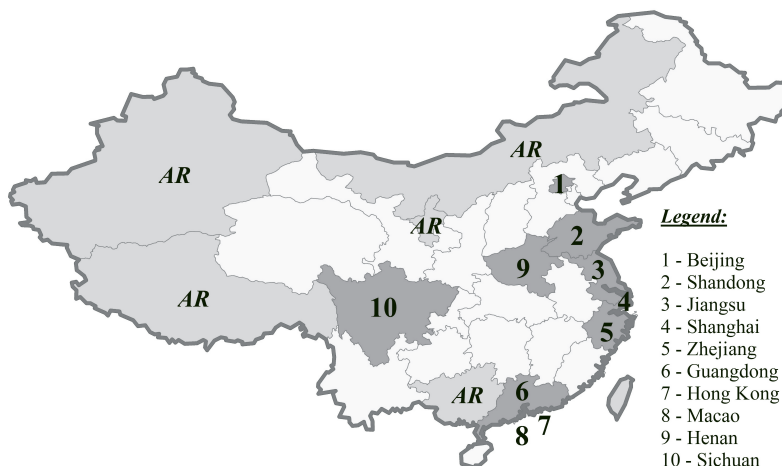 AR
AR
AR
AR
AR
1
2
3
4
5
6
7
8
9
10
Legend:
1 - Beijing
2 - Shandong
3 - Jiangsu
4 - Shanghai
5 - Zhejiang
6 - Guangdong
7 - Hong Kong
8 - Macao
9 - Henan
10 - Sichuan